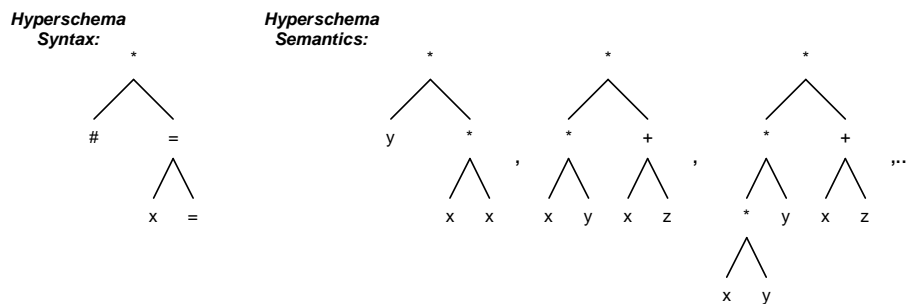 Hyperschema Syntax:
Hyperschema Semantics:
* * * *
# = y * , * + , * + ,..
x = x x x y x z * y x z
x y